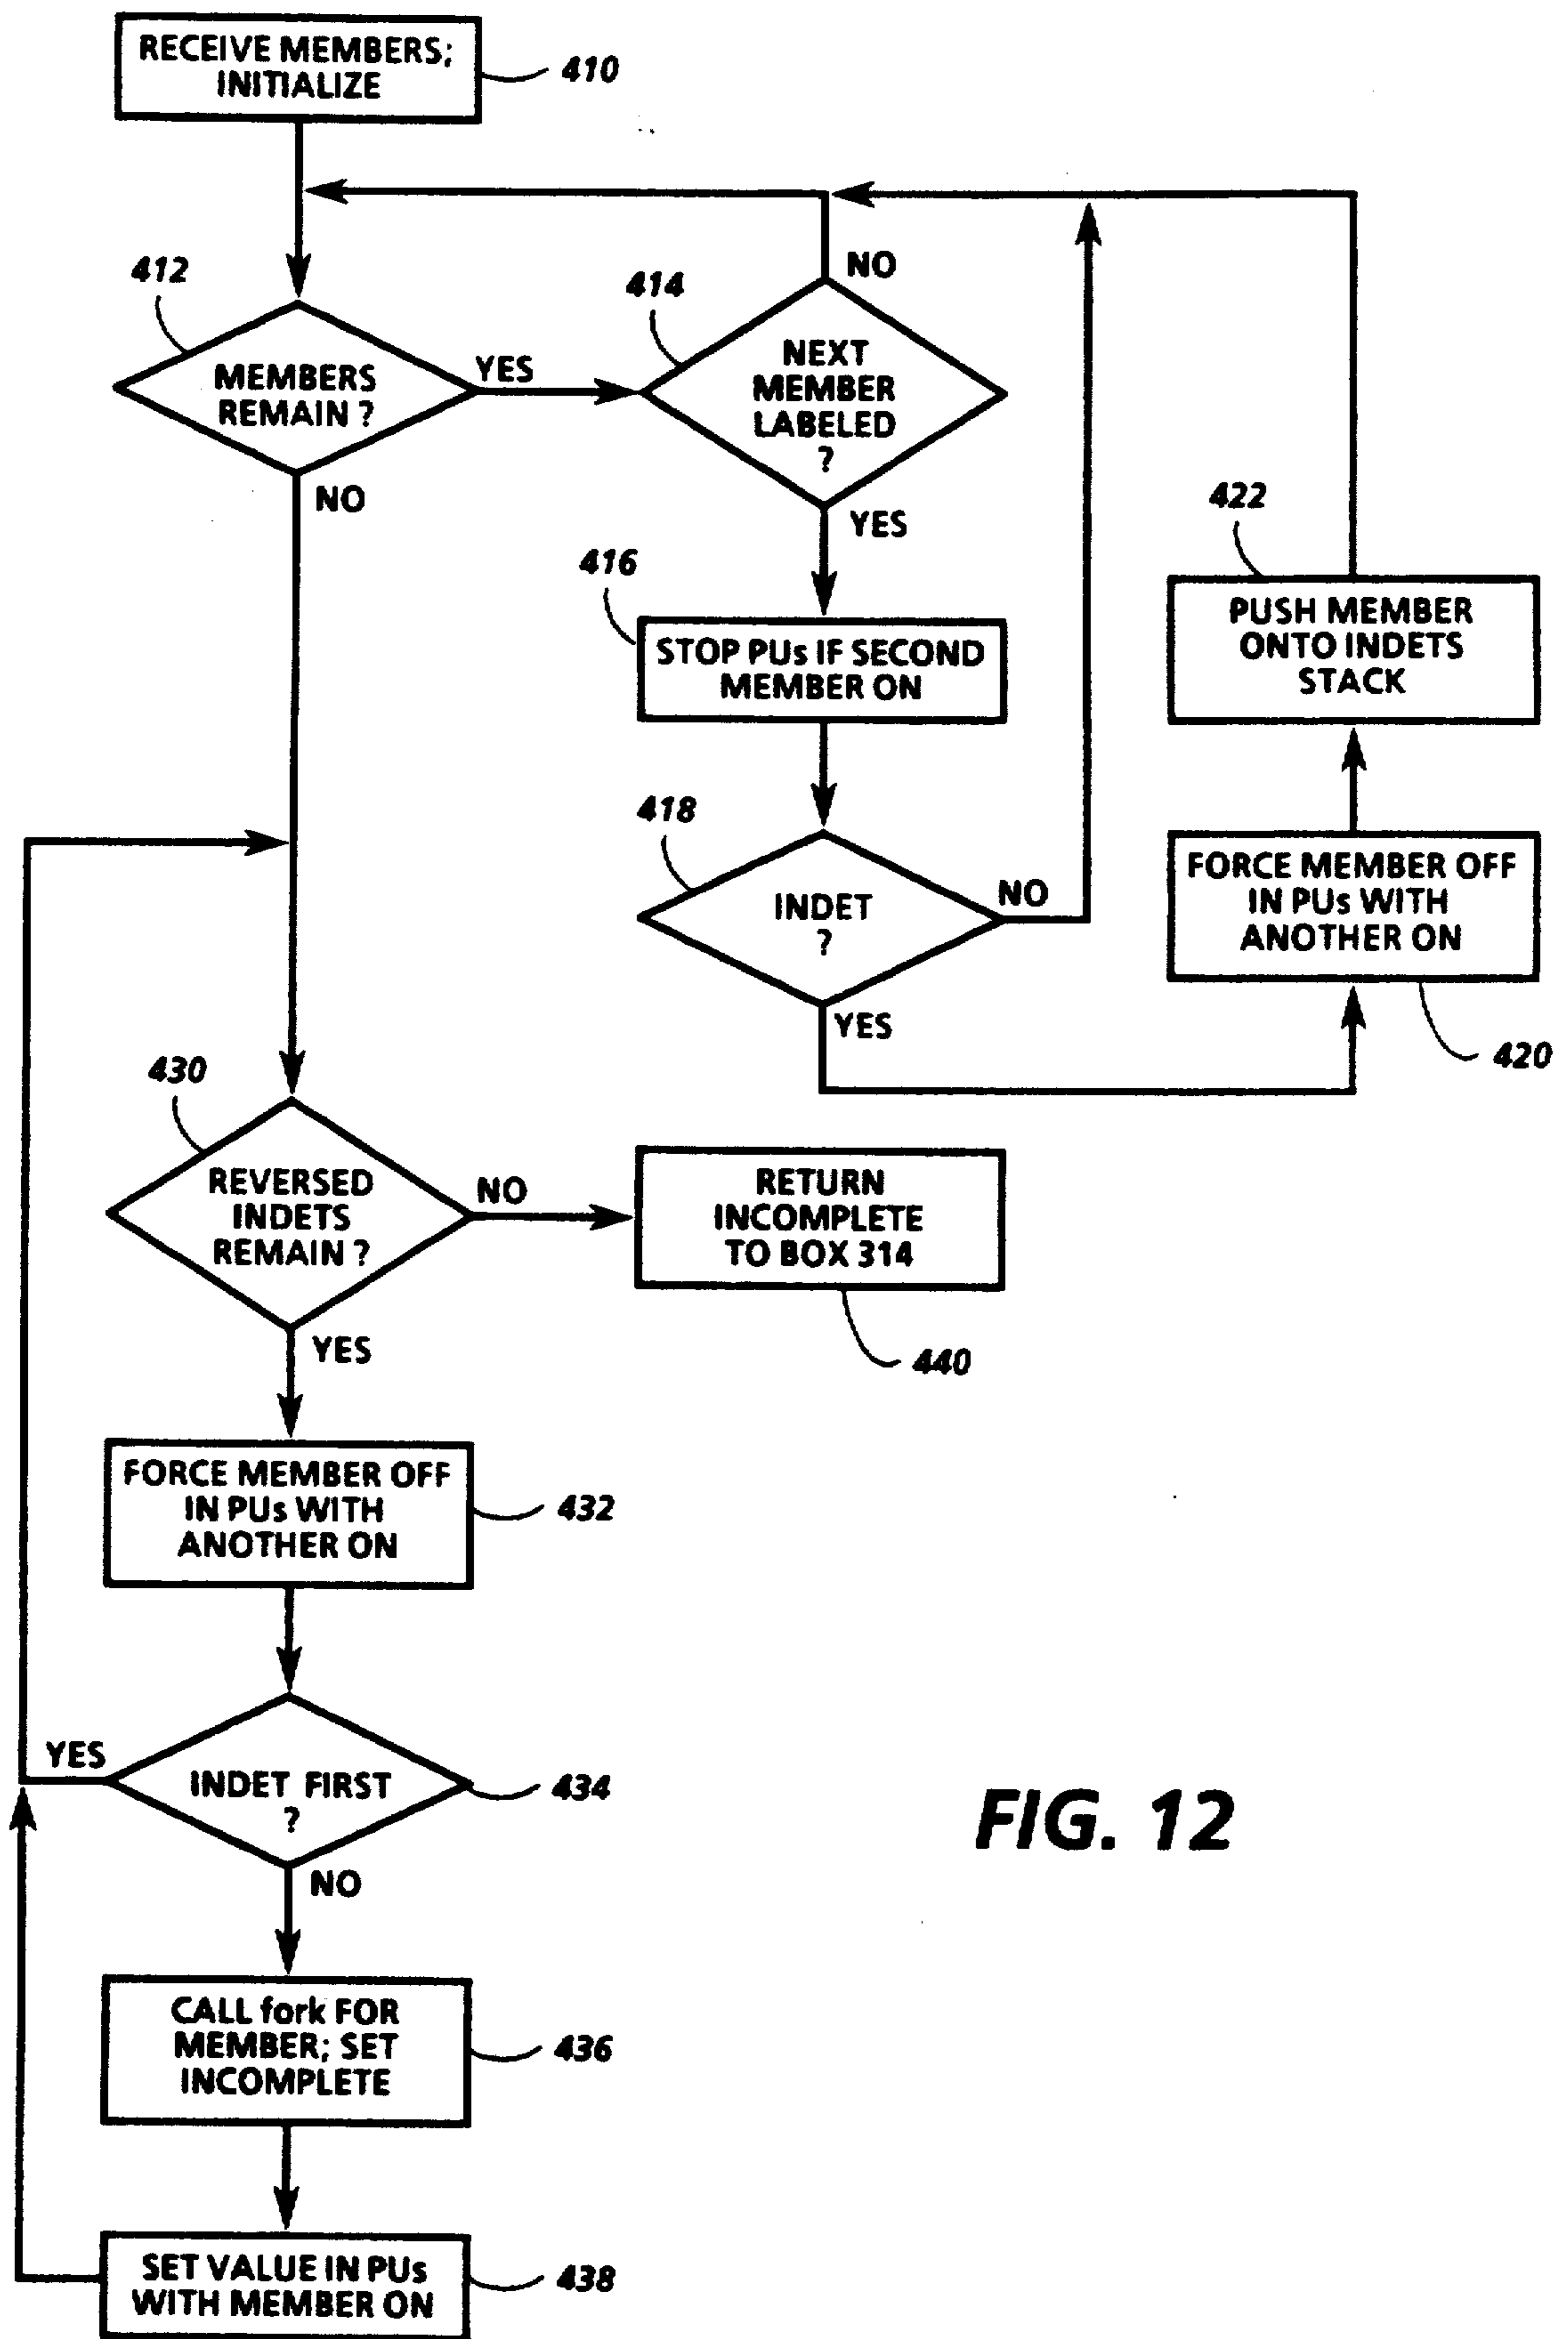 RECEIVE MEMBERS;
INITIALIZE
410
412
MEMBERS
REMAIN ?
YES
NO
414
NO
NEXT
MEMBER
LABELED
?
YES
416
STOP PUs IF SECOND
MEMBER ON
418
INDET
?
NO
YES
422
PUSH MEMBER
ONTO INDETS
STACK
FORCE MEMBER OFF
IN PUs WITH
ANOTHER ON
420
430
REVERSED
INDETS
REMAIN ?
NO
YES
RETURN
INCOMPLETE
TO BOX 314
440
FORCE MEMBER OFF
IN PUs WITH
ANOTHER ON
432
YES
INDET FIRST
?
434
NO
CALL fork FOR
MEMBER; SET
INCOMPLETE
436
SET VALUE IN PUs
WITH MEMBER ON
438
FIG. 12